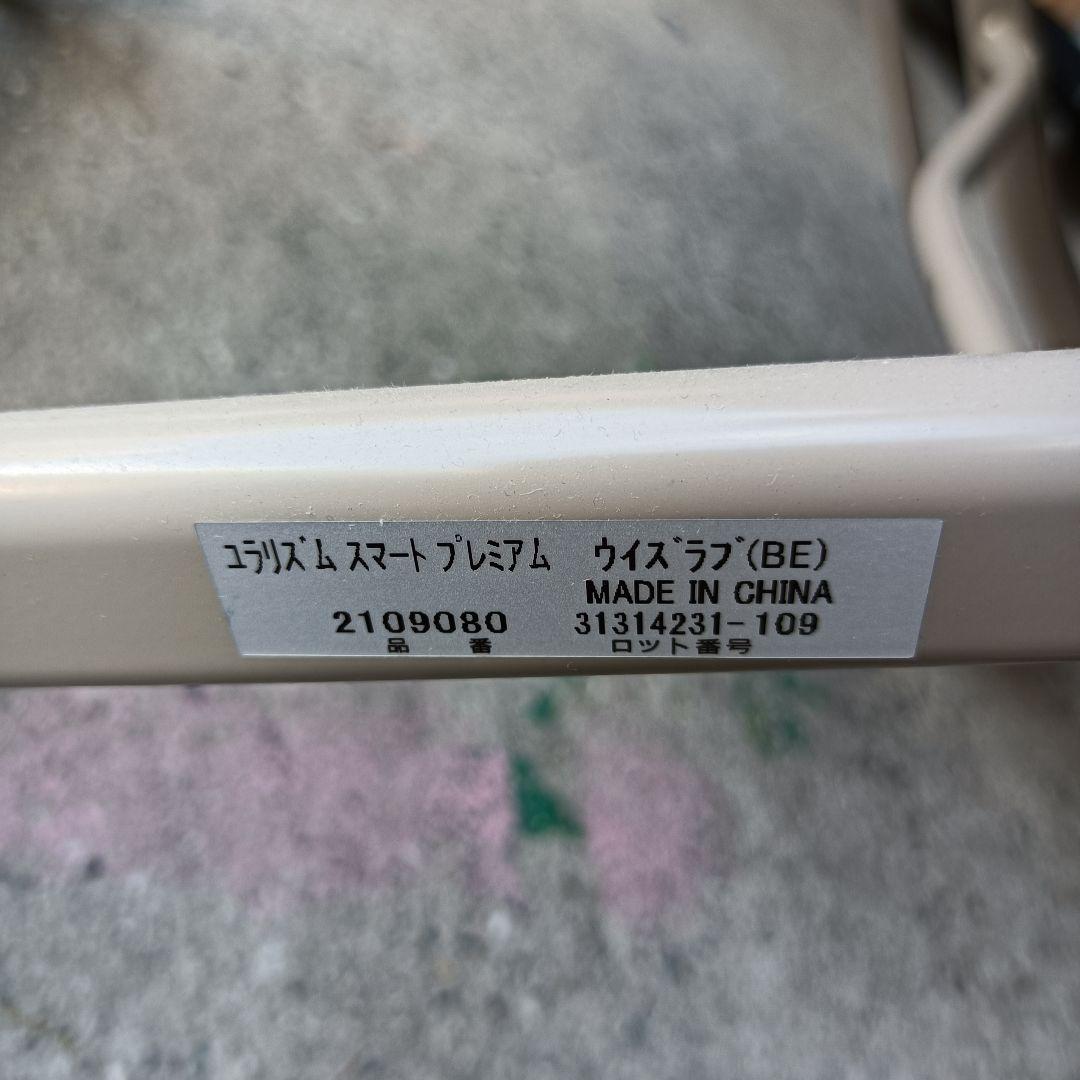 ユラリズム スマート プレミアム ウイズラブ(BE)
MADE IN CHINA
2109080 31314231-109
品番 ロット番号